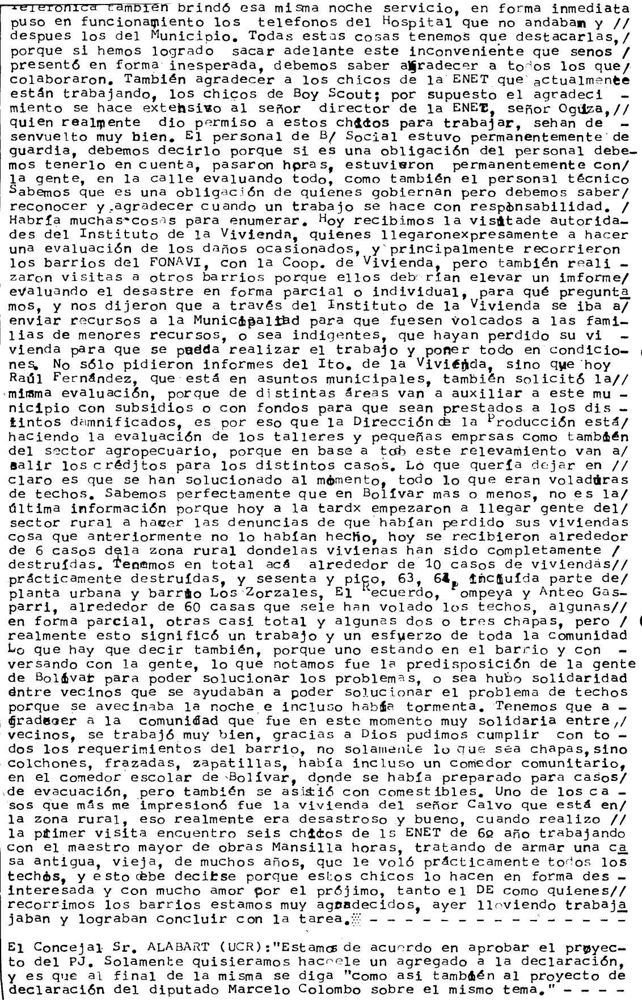 Telefónica también brindó esa misma noche servicio, en forma inmediata
puso en funcionamiento los telefonos del Hospital que no andaban y //
despues los del Municipio. Todas estas cosas tenemos que destacarlas,/
porque si hemos logrado sacar adelante este inconveniente que senos /
presentó en forma inesperada, debemos saber agradecer a todos los que/
colaboraron. También agradecer a los chicos de la ENET que actualmente
están trabajando, los chicos de Boy Scout; por supuesto el agradeci -
miento se hace extensivo al señor director de la ENET, señor Oguiza,//
quien realmente dio permiso a estos chicos para trabajar, sehan de -
senvuelto muy bien. El personal de B/ Social estuvo permanentemente de
guardia, debemos decirlo porque si es una obligación del personal debe-
mos tenerlo en cuenta, pasaron horas, estuvieron permanentemente con/
la gente, en la calle evaluando todo, como también el personal técnico
Sabemos que es una obligación de quienes gobiernan pero debemos saber/
reconocer y agradecer cuando un trabajo se hace con responsabilidad. /
Habría muchas cosas para enumerar. Hoy recibimos la visitade autorida-
des del Instituto de la Vivienda, quienes llegaronexpresamente a hacer
una evaluación de los daños ocasionados, y principalmente recorrieron
los barrios del FONAVI, con la Coop. de Vivienda, pero también reali -
zaron visitas a otros barrios porque ellos deb rían elevar un imforme/
evaluando el desastre en forma parcial o individual, para qué pregunta
mos, y nos dijeron que a través del Instituto de la Vivienda se iba a/
enviar recursos a la Municipalidad para que fuesen volcados a las fami-
lias de menores recursos, o sea indigentes, que hayan perdido su vi -
vienda para que se pueda realizar el trabajo y poner todo en condicio-
nes. No sólo pidieron informes del Ito. de la Vivienda, sino que hoy
Raúl Fernández, que está en asuntos municipales, también solicitó la//
misma evaluación, porque de distintas áreas van a auxiliar a este mu -
nicipio con subsidios o con fondos para que sean prestados a los dis -
tintos damnificados, es por eso que la Dirección de la Producción está/
haciendo la evaluación de los talleres y pequeñas emprsas como también
del sector agropecuario, porque en base a todo este relevamiento van a/
salir los crédjtos para los distintos casos. Lo que quería dejar en //
claro es que se han solucionado al momento, todo lo que eran voladuras
de techos. Sabemos perfectamente que en Bolívar mas o menos, no es la/
última información porque hoy a la tardx empezaron a llegar gente del/
sector rural a hacer las denuncias de que habían perdido sus viviendas
cosa que anteriormente no lo habían hecho, hoy se recibieron alrededor
de 6 casos dela zona rural dondelas vivienas han sido completamente /
destruídas. Tenemos en total acá alrededor de 10 casos de viviendas//
prácticamente destruídas, y sesenta y pico, 63, 64, incluída parte de/
planta urbana y barrio Los Zorzales, El Recuerdo, Pompeya y Anteo Gas-
parri, alrededor de 60 casas que sele han volado los techos, algunas//
en forma parcial, otras casi total y algunas dos o tres chapas, pero /
realmente esto significó un trabajo y un esfuerzo de toda la comunidad
Lo que hay que decir también, porque uno estando en el barrio y con -
versando con la gente, lo que notamos fue la predisposición de la gente
de Bolívar para poder solucionar los problemas, o sea hubo solidaridad
entre vecinos que se ayudaban a poder solucionar el problema de techos
porque se avecinaba la noche e incluso había tormenta. Tenemos que a -
gradecer a la comunidad que fue en este momento muy solidaria entre //
vecinos, se trabajó muy bien, gracias a Dios pudimos cumplir con to -
dos los requerimientos del barrio, no solamente lo que sea chapas, sino
colchones, frazadas, zapatillas, había incluso un comedor comunitario,
en el comedor escolar de Bolívar, donde se había preparado para casos/
de evacuación, pero también se asistió con comestibles. Uno de los ca -
sos que más me impresionó fue la vivienda del señor Calvo que está en/
la zona rural, eso realmente era desastroso y bueno, cuando realizo //
la primer visita encuentro seis chicos de ls ENET de 6º año trabajando
con el maestro mayor de obras Mansilla horas, tratando de armar una ca
sa antigua, vieja, de muchos años, que le voló prácticamente todos los
techos, y esto debe decirse porque estos chicos lo hacen en forma des -
interesada y con mucho amor por el prójimo, tanto el DE como quienes//
recorrimos los barrios estamos muy agradecidos, ayer lloviendo trabaja
jaban y lograban concluir con la tarea. - - - - - - - - - - - - - - -
El Concejal Sr. ALABART (UCR):"Estamos de acuerdo en aprobar el proyec-
to del PJ. Solamente quisieramos haceele un agregado a la declaración,
y es que al final de la misma se diga "como asi también al proyecto de
declaración del diputado Marcelo Colombo sobre el mismo tema." - - - -